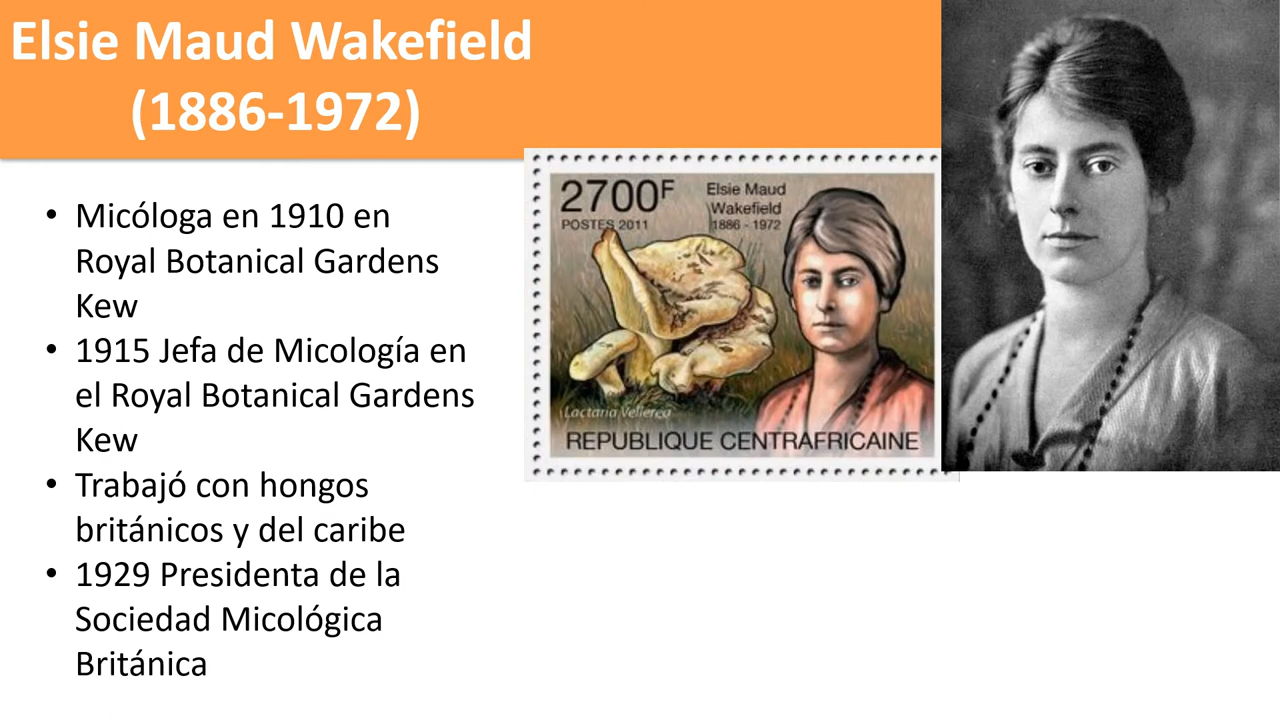 Elsie Maud Wakefield
(1886-1972)
• Micóloga en 1910 en
Royal Botanical Gardens
Kew
• 1915 Jefa de Micología en
el Royal Botanical Gardens
Kew
• Trabajó con hongos
británicos y del caribe
• 1929 Presidenta de la
Sociedad Micológica
Británica
2700F
POSTES 2011
Elsie Maud
Wakefield
1886 - 1972
Lactaria Vellerea
REPUBLIQUE CENTRAFRICAINE